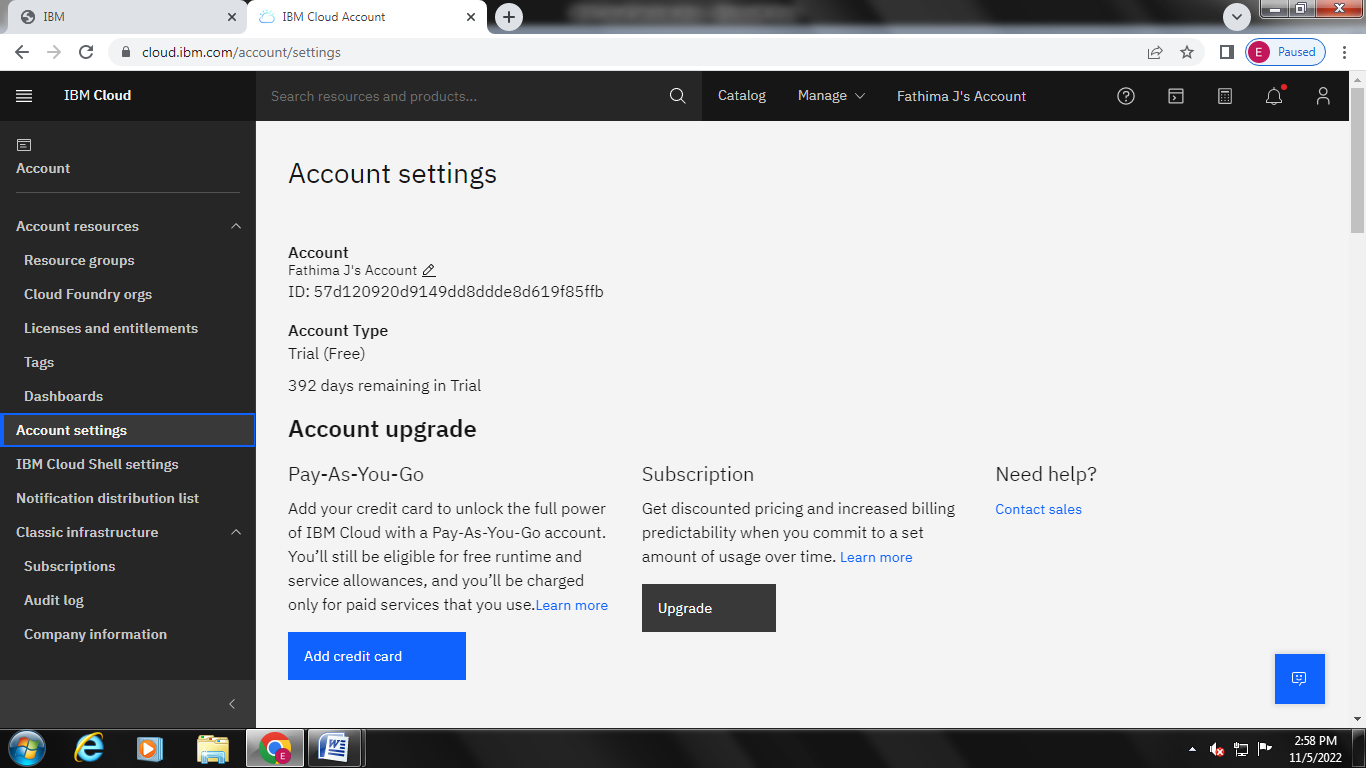 IBM
IBM Cloud Account
cloud.ibm.com/account/settings
E
Paused
IBM Cloud
Search resources and products...
Catalog
Manage
Fathima J's Account
Account
Account resources
Resource groups
Cloud Foundry orgs
Licenses and entitlements
Tags
Dashboards
Account settings
IBM Cloud Shell settings
Notification distribution list
Classic infrastructure
Subscriptions
Audit log
Company information
Account settings
Account
Fathima J's Account
ID: 57d120920d9149dd8ddde8d619f85ffb
Account Type
Trial (Free)
392 days remaining in Trial
Account upgrade
Pay-As-You-Go
Add your credit card to unlock the full power
of IBM Cloud with a Pay-As-You-Go account.
You’ll still be eligible for free runtime and
service allowances, and you’ll be charged
only for paid services that you use.Learn more
Add credit card
Subscription
Get discounted pricing and increased billing
predictability when you commit to a set
amount of usage over time. Learn more
Upgrade
Need help?
Contact sales
E
2:58 PM
11/5/2022